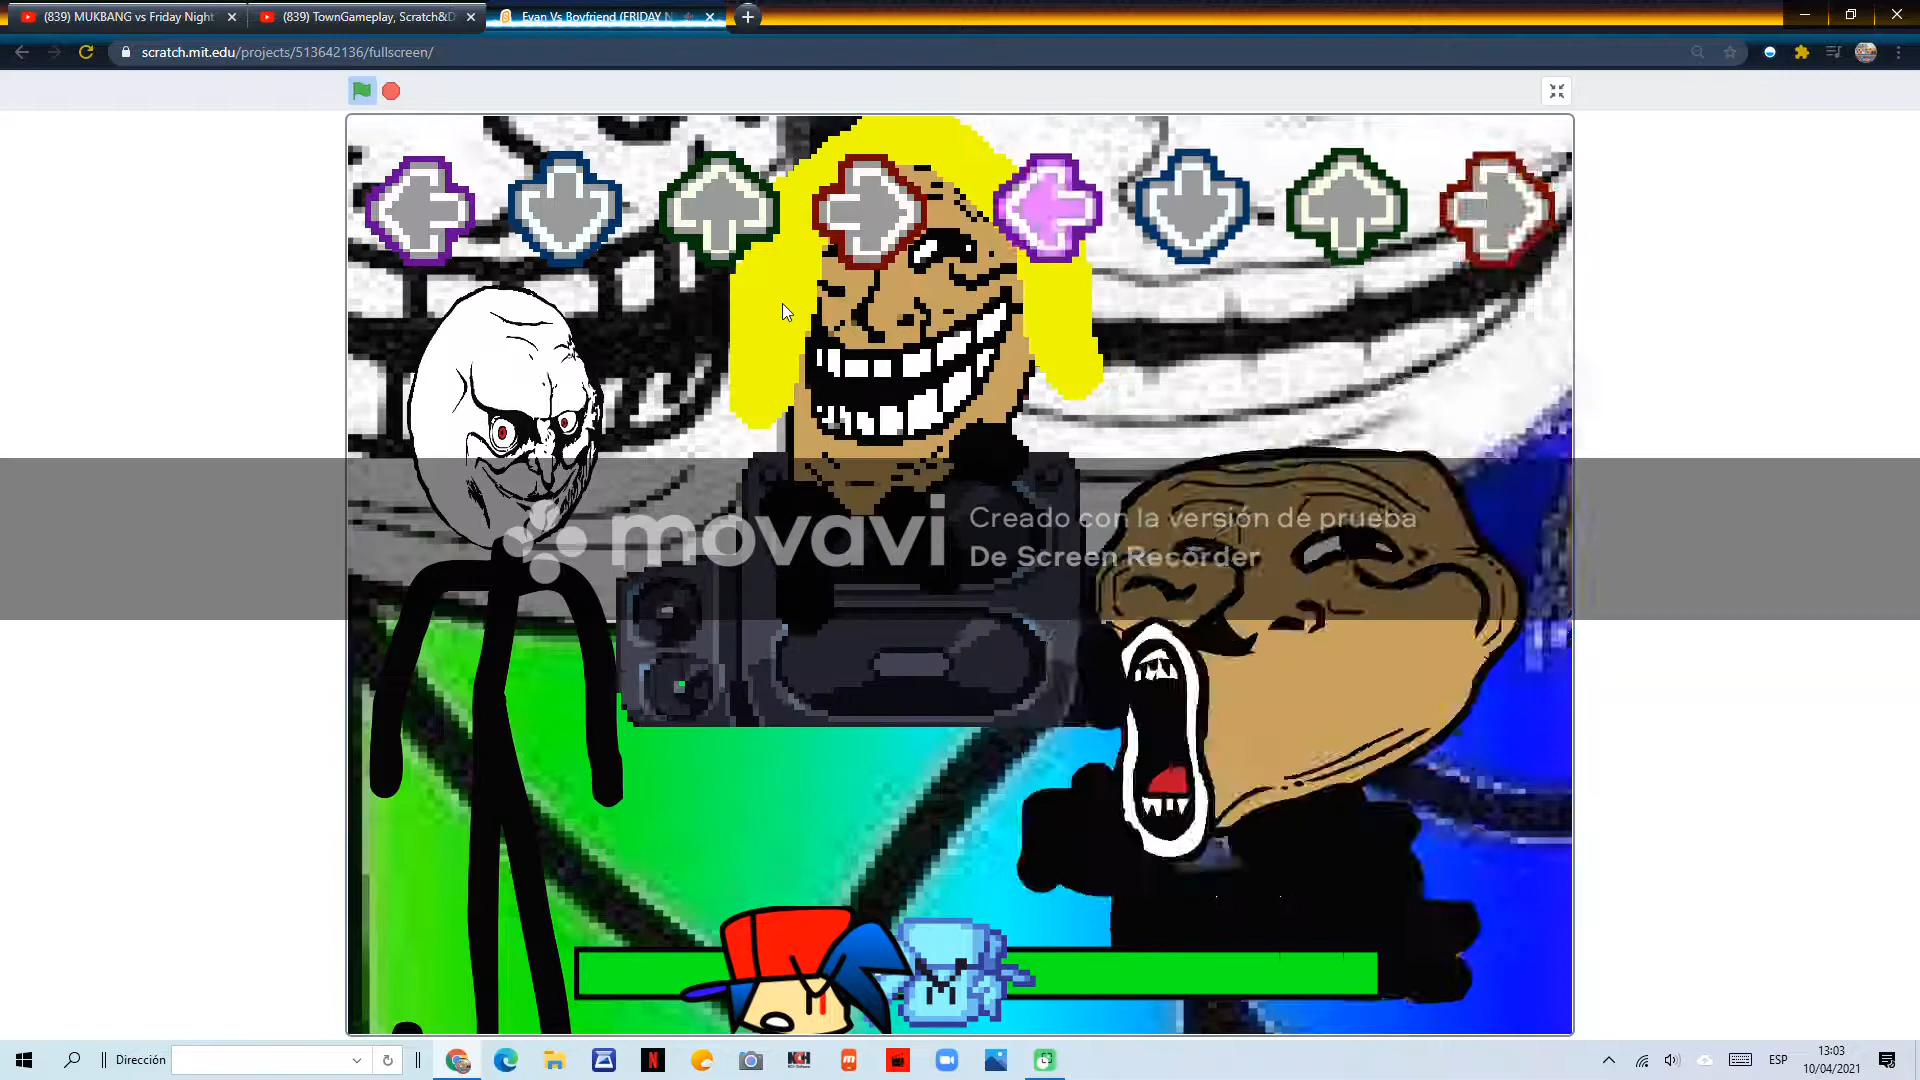 (839) MUKBANG vs Friday Night
(839) TownGameplay, Scratch&D
Evan Vs Boyfriend (FRIDAY N
scratch.mit.edu/projects/513642136/fullscreen/
movavi
Creado con la versión de prueba
De Screen Recorder
Dirección
ESP
13:03
10/04/2021